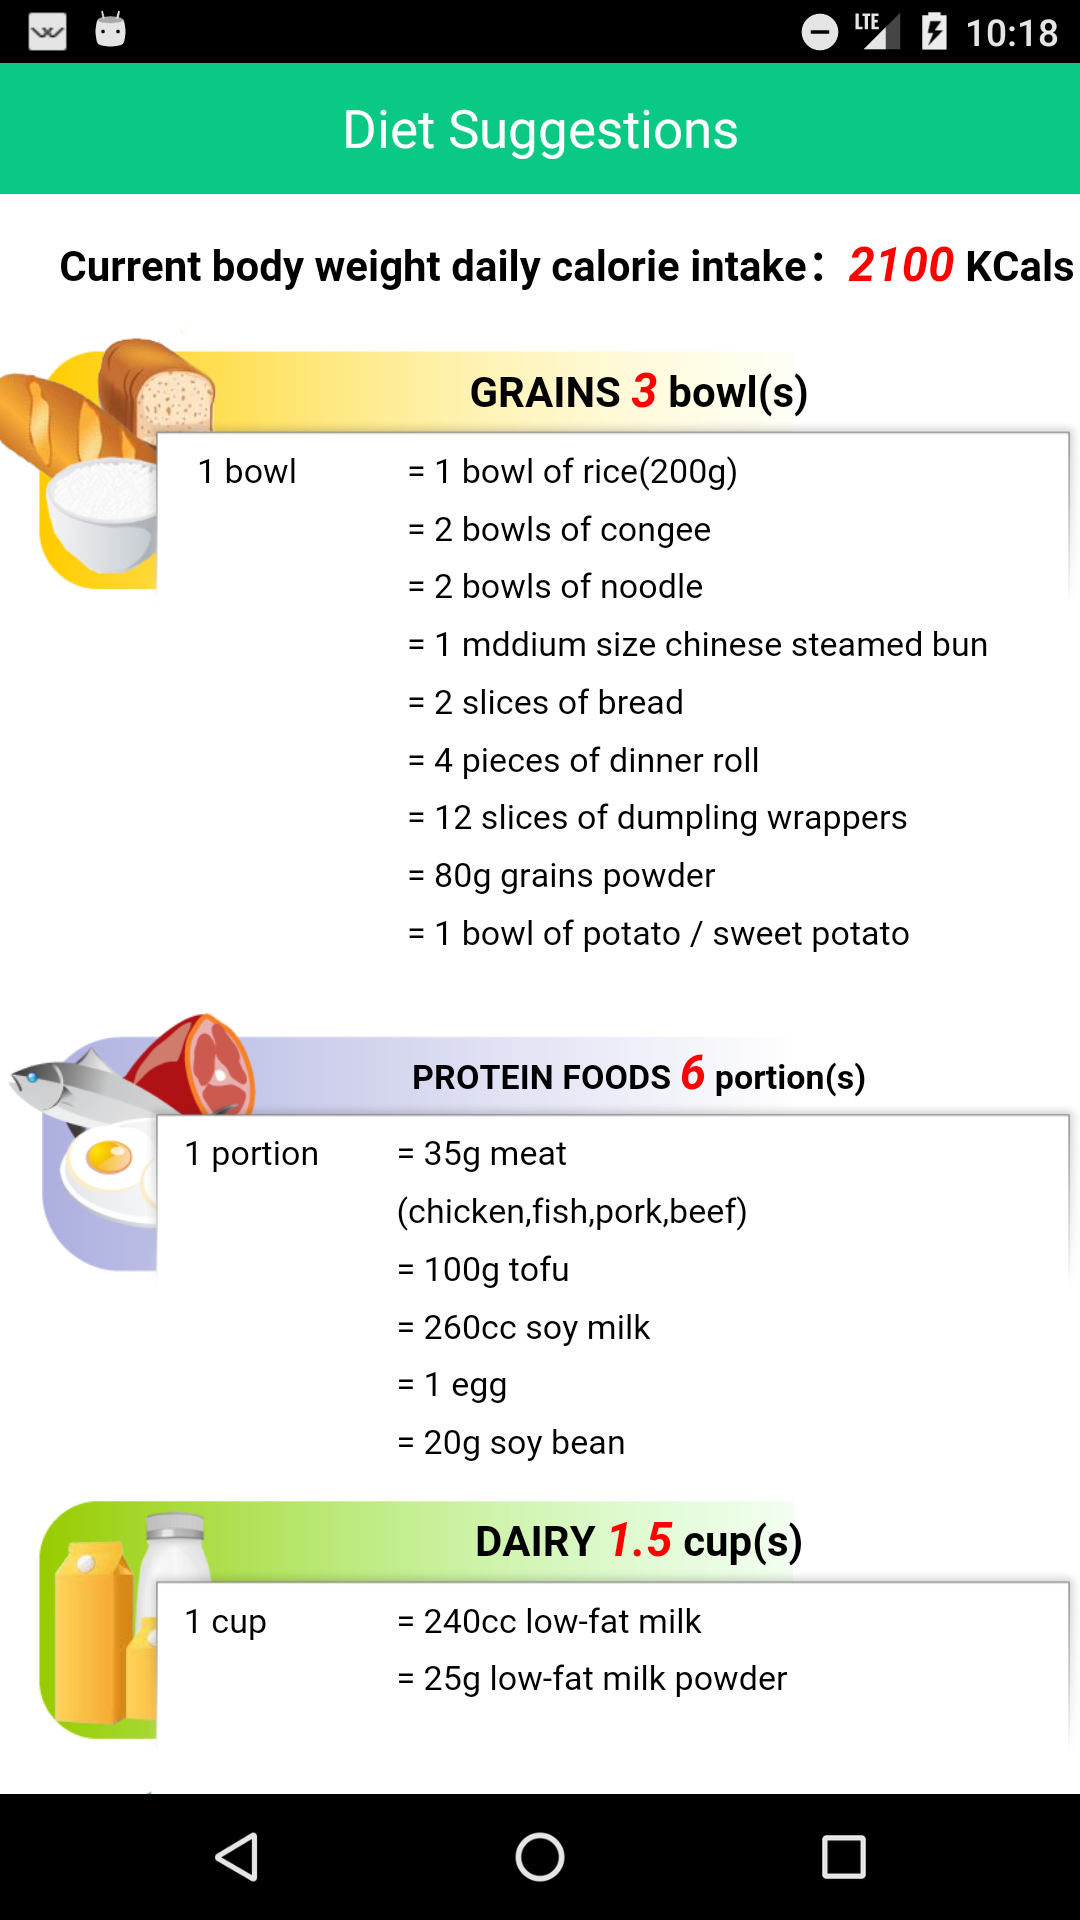 LTE 10:18
Diet Suggestions
Current body weight daily calorie intake：2100 KCals
GRAINS 3 bowl(s)
1 bowl = 1 bowl of rice(200g)
= 2 bowls of congee
= 2 bowls of noodle
= 1 mddium size chinese steamed bun
= 2 slices of bread
= 4 pieces of dinner roll
= 12 slices of dumpling wrappers
= 80g grains powder
= 1 bowl of potato / sweet potato
PROTEIN FOODS 6 portion(s)
1 portion = 35g meat
(chicken,fish,pork,beef)
= 100g tofu
= 260cc soy milk
= 1 egg
= 20g soy bean
DAIRY 1.5 cup(s)
1 cup = 240cc low-fat milk
= 25g low-fat milk powder